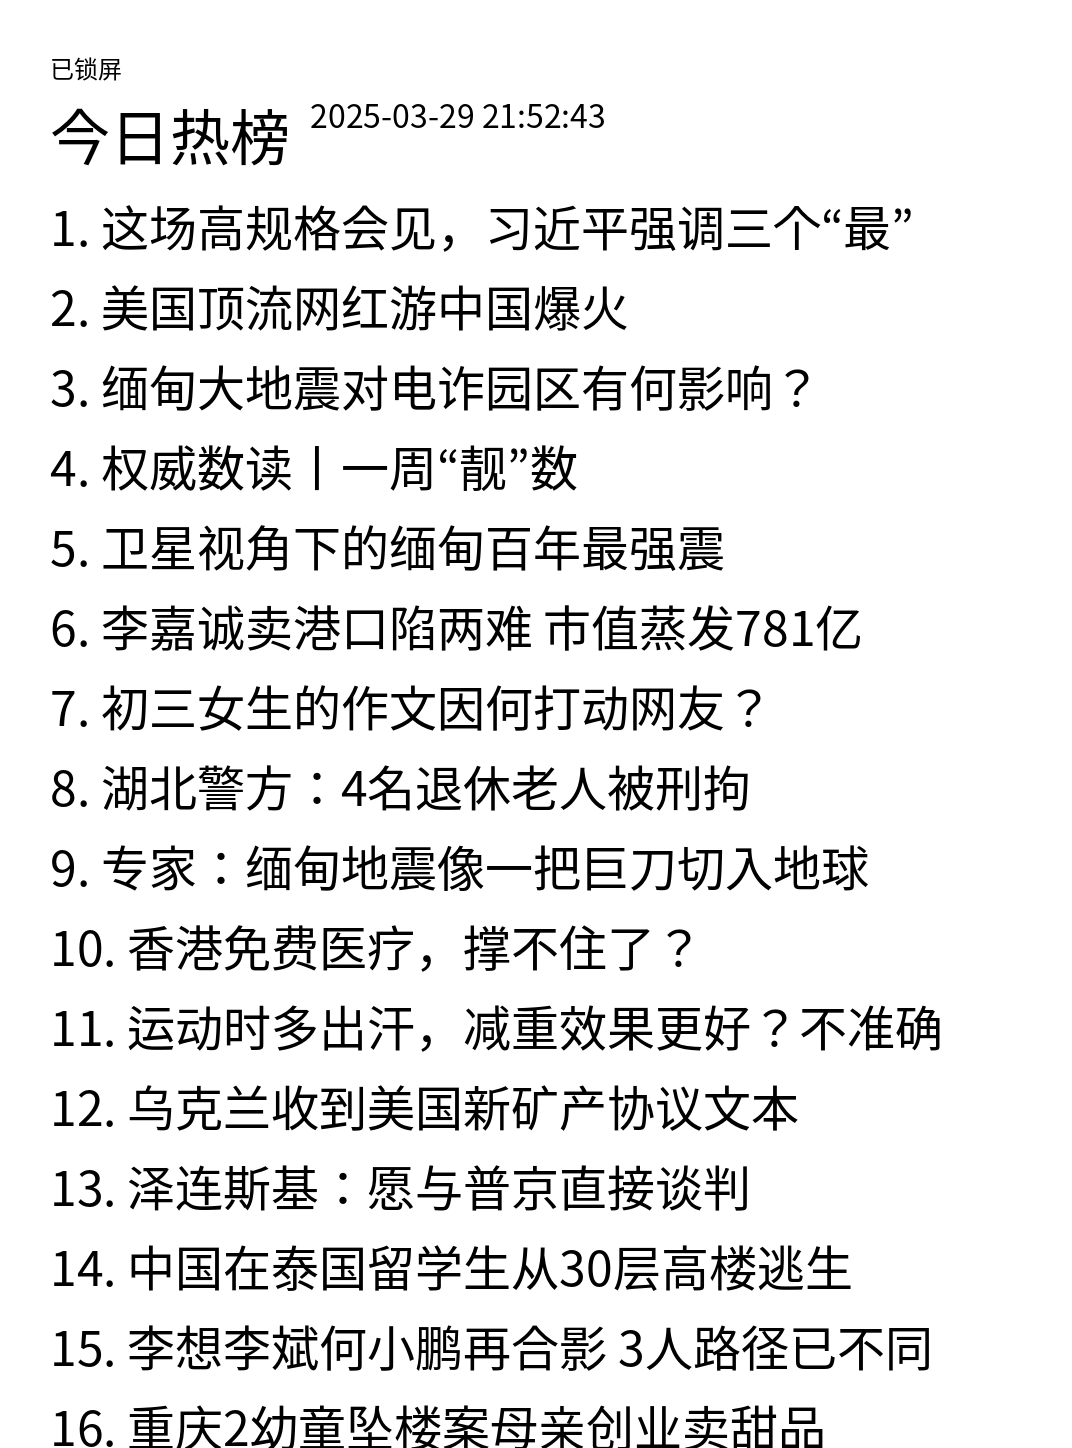 已锁屏
今日热榜 2025-03-29 21:52:43
1. 这场高规格会见，习近平强调三个“最”
2. 美国顶流网红游中国爆火
3. 缅甸大地震对电诈园区有何影响？
4. 权威数读丨一周“靓”数
5. 卫星视角下的缅甸百年最强震
6. 李嘉诚卖港口陷两难 市值蒸发781亿
7. 初三女生的作文因何打动网友？
8. 湖北警方：4名退休老人被刑拘
9. 专家：缅甸地震像一把巨刀切入地球
10. 香港免费医疗，撑不住了？
11. 运动时多出汗，减重效果更好？不准确
12. 乌克兰收到美国新矿产协议文本
13. 泽连斯基：愿与普京直接谈判
14. 中国在泰国留学生从30层高楼逃生
15. 李想李斌何小鹏再合影 3人路径已不同
16. 重庆2幼童坠楼案母亲创业卖甜品